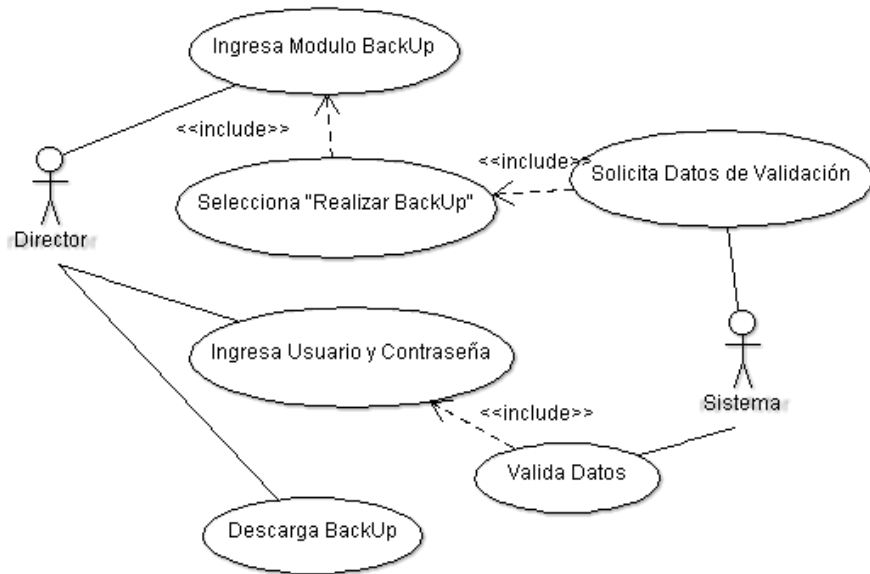 Ingresa Modulo BackUp
<<include>>
<<include>>
Solicita Datos de Validación
Selecciona "Realizar BackUp"
Director
Ingresa Usuario y Contraseña
Sistema
<<include>>
Valida Datos
Descarga BackUp